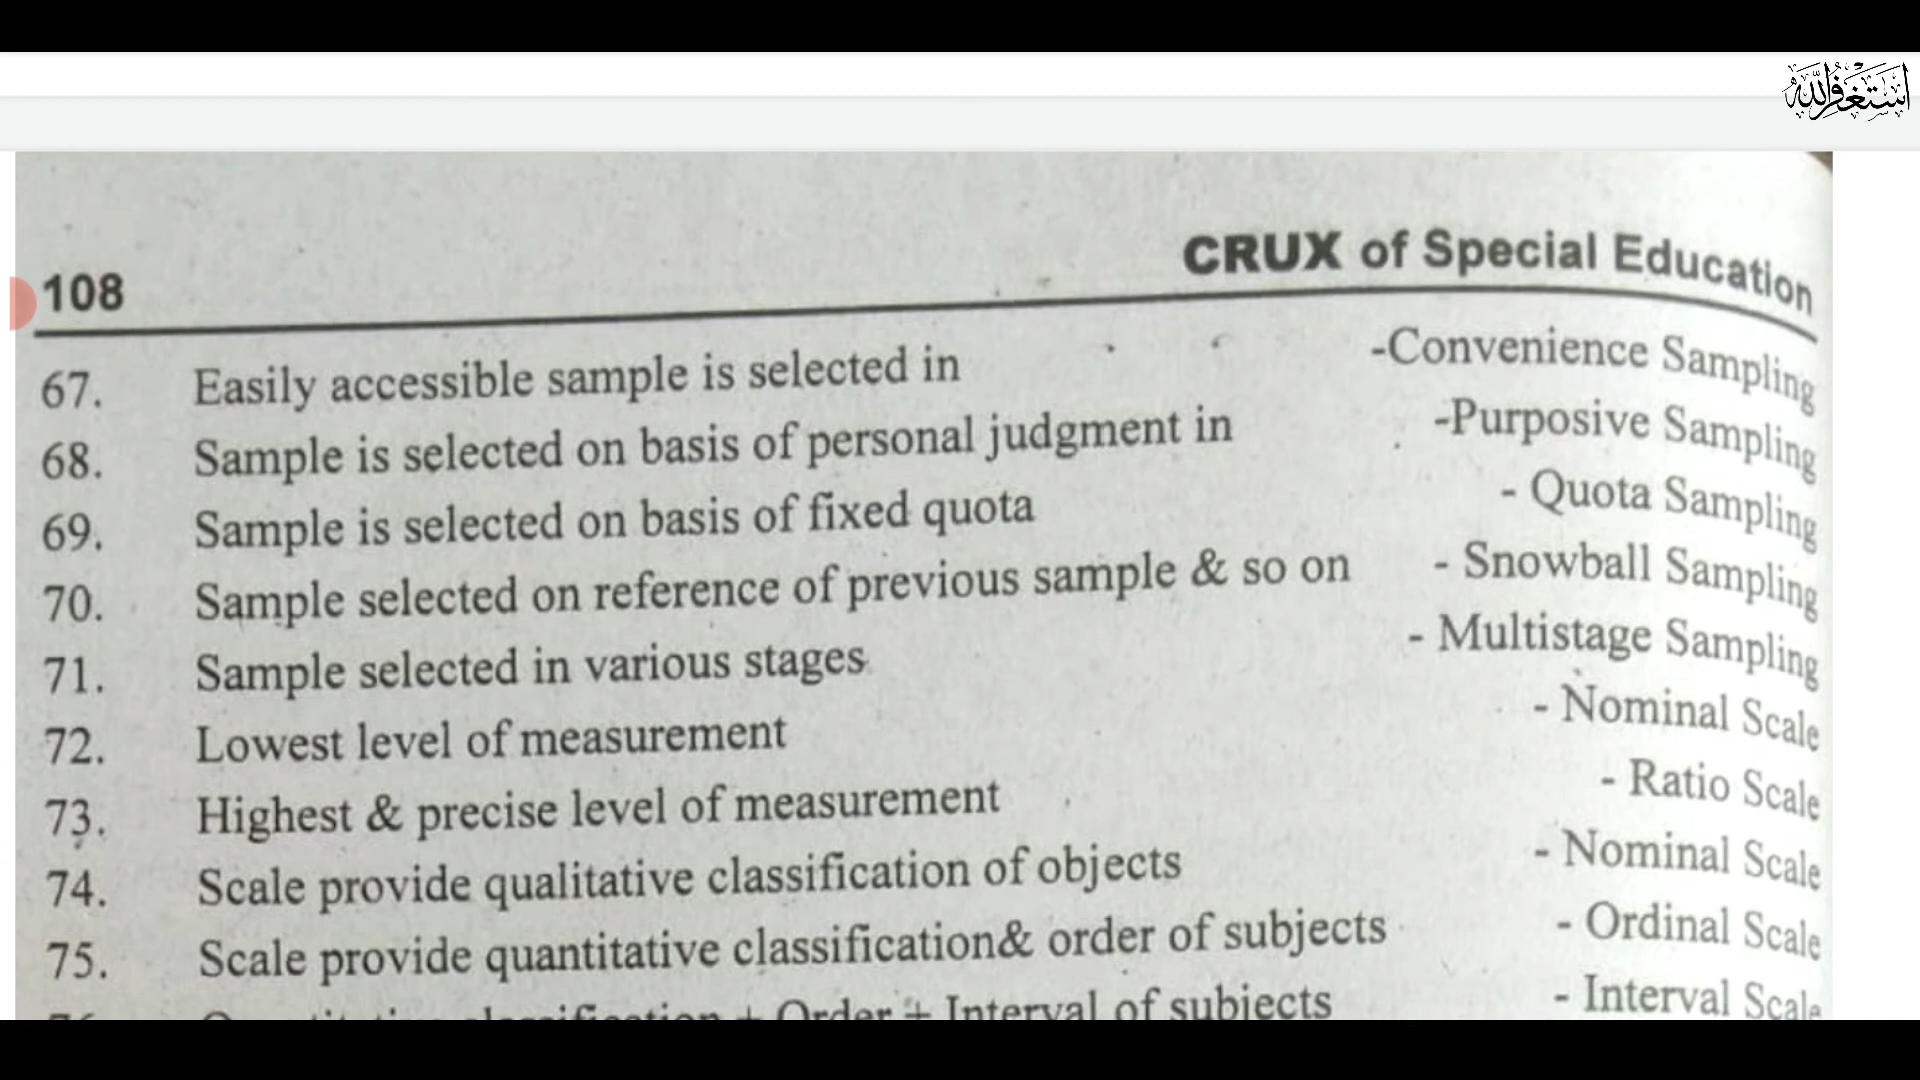 أستغفر الله
CRUX of Special Education
108
67. Easily accessible sample is selected in -Convenience Sampling
68. Sample is selected on basis of personal judgment in -Purposive Sampling
69. Sample is selected on basis of fixed quota - Quota Sampling
70. Sample selected on reference of previous sample & so on - Snowball Sampling
71. Sample selected in various stages - Multistage Sampling
72. Lowest level of measurement - Nominal Scale
73. Highest & precise level of measurement - Ratio Scale
74. Scale provide qualitative classification of objects - Nominal Scale
75. Scale provide quantitative classification& order of subjects - Ordinal Scale
classification + Order + Interval of subjects - Interval Scale